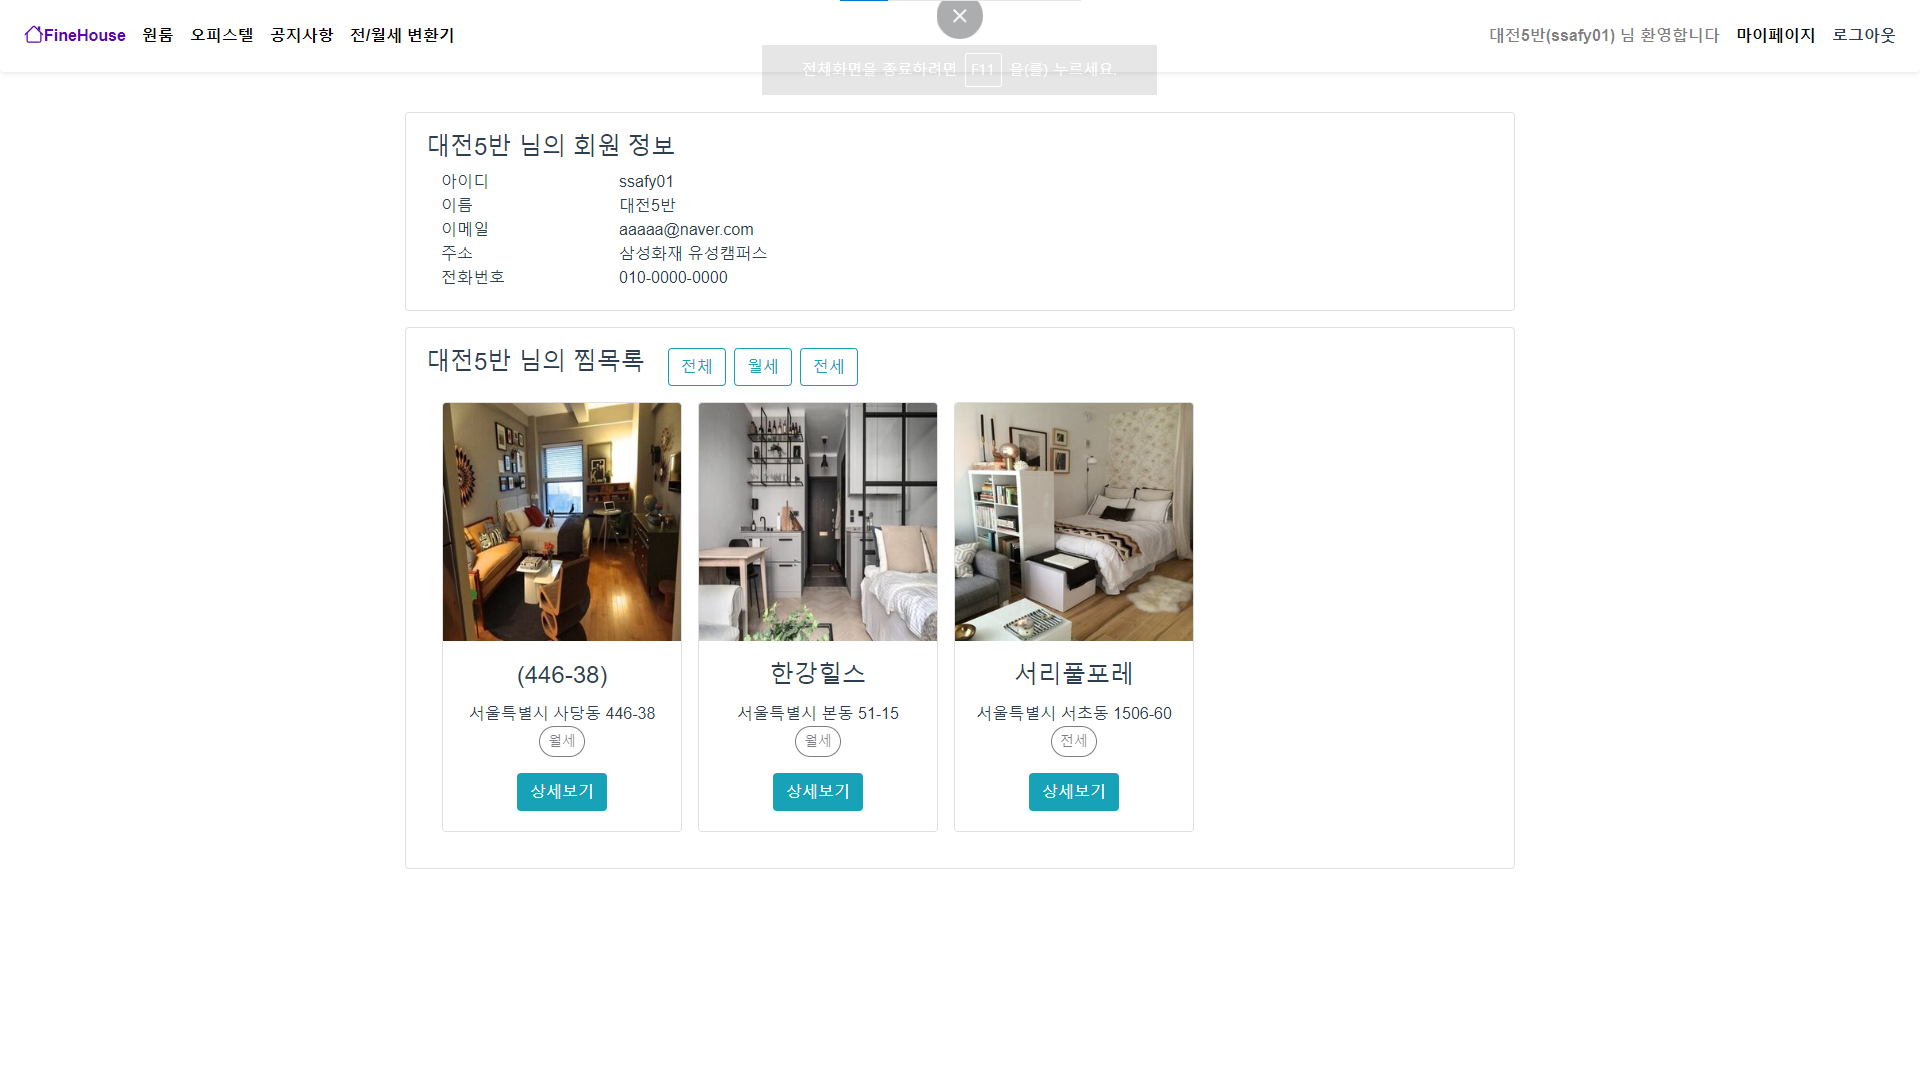 FineHouse 원룸 오피스텔 공지사항 전/월세 변환기 대전5반(ssafy01) 님 환영합니다 마이페이지 로그아웃
전체화면을 종료하려면 F11 을(를) 누르세요.
대전5반 님의 회원 정보
아이디 ssafy01
이름 대전5반
이메일 aaaaa@naver.com
주소 삼성화재 유성캠퍼스
전화번호 010-0000-0000
대전5반 님의 찜목록 전체 월세 전세
(446-38) 한강힐스 서리풀포레
서울특별시 사당동 446-38 서울특별시 본동 51-15 서울특별시 서초동 1506-60
월세 월세 전세
상세보기 상세보기 상세보기